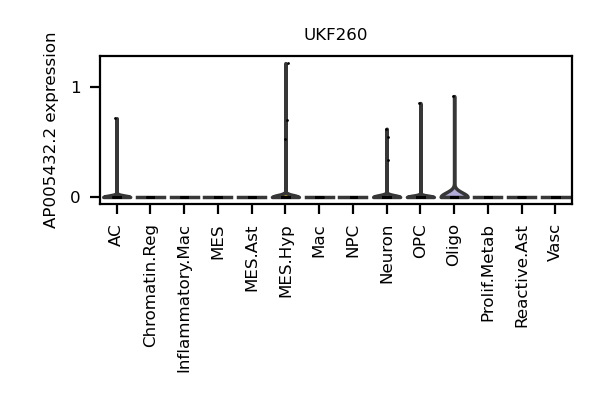 UKF260
AP005432.2 expression
1
0
AC
Chromatin.Reg
Inflammatory.Mac
MES
MES.Ast
MES.Hyp
Mac
NPC
Neuron
OPC
Oligo
Prolif.Metab
Reactive.Ast
Vasc